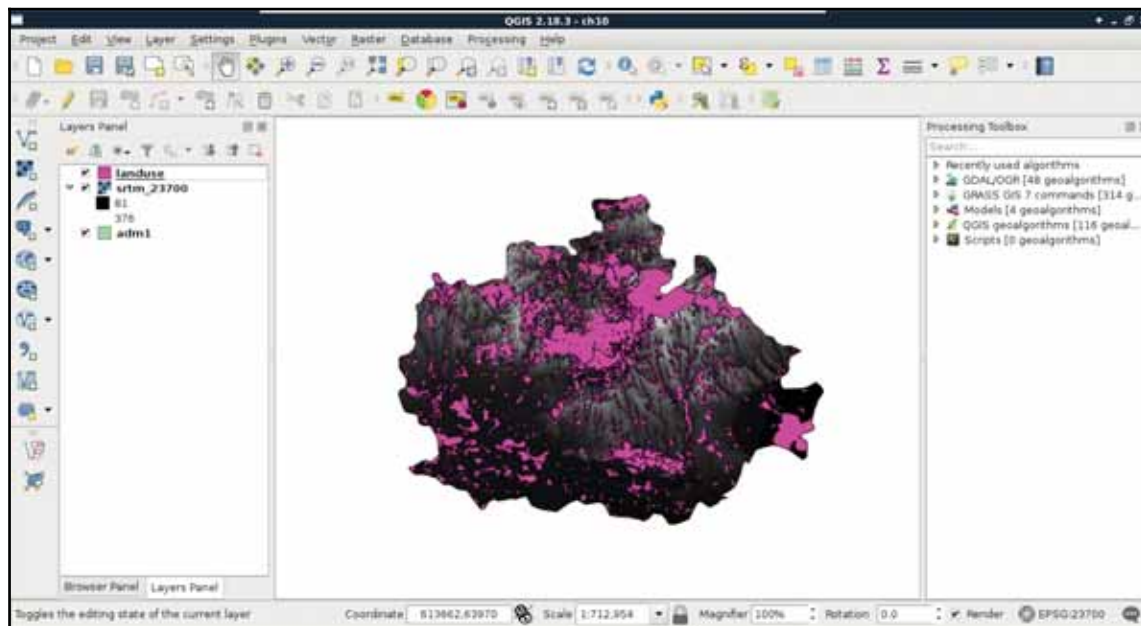 QGIS 2.18.3 - ch10
Project Edit View Layer Settings Plugins Vector Raster Database Processing Help
Layers Panel
landuse
srtm_23700
81
376
adm1
Browser Panel Layers Panel
Processing Toolbox
Search...
Recently used algorithms
GDAL/OGR [48 geoalgorithms]
GRASS GIS 7 commands [314 g...
Models [4 geoalgorithms]
QGIS geoalgorithms [116 geoal...
Scripts [0 geoalgorithms]
Toggles the editing state of the current layer Coordinate 613662,63970 Scale 1:712,954 Magnifier 100% Rotation 0.0 Render EPSG:23700